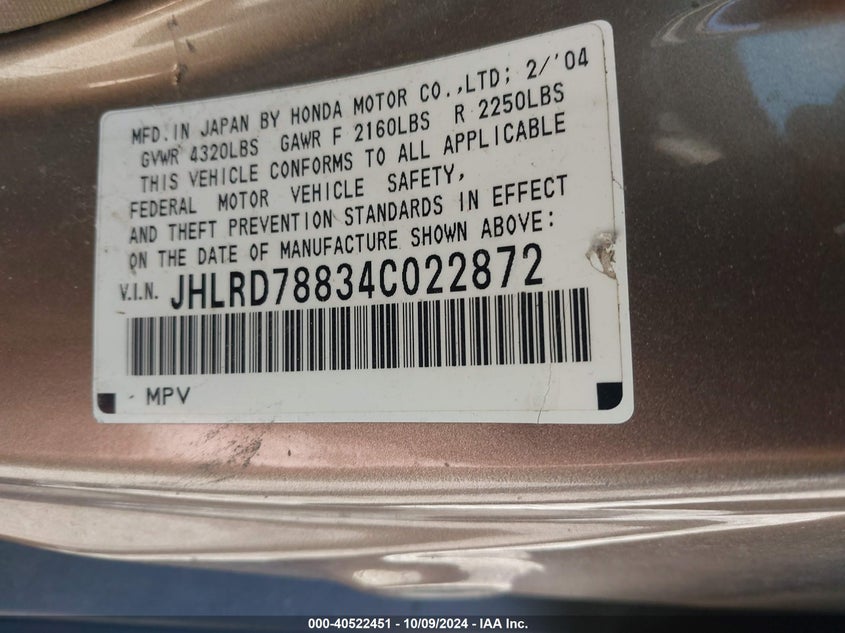 MFD. IN JAPAN BY HONDA MOTOR CO.,LTD; 2/'04
GVWR 4320LBS GAWR F 2160LBS R 2250LBS
THIS VEHICLE CONFORMS TO ALL APPLICABLE
FEDERAL MOTOR VEHICLE SAFETY,
AND THEFT PREVENTION STANDARDS IN EFFECT
ON THE DATE OF MANUFACTURE SHOWN ABOVE:
V.I.N. JHLRD78834C022872
MPV
000-40522451 - 10/09/2024 - IAA Inc.